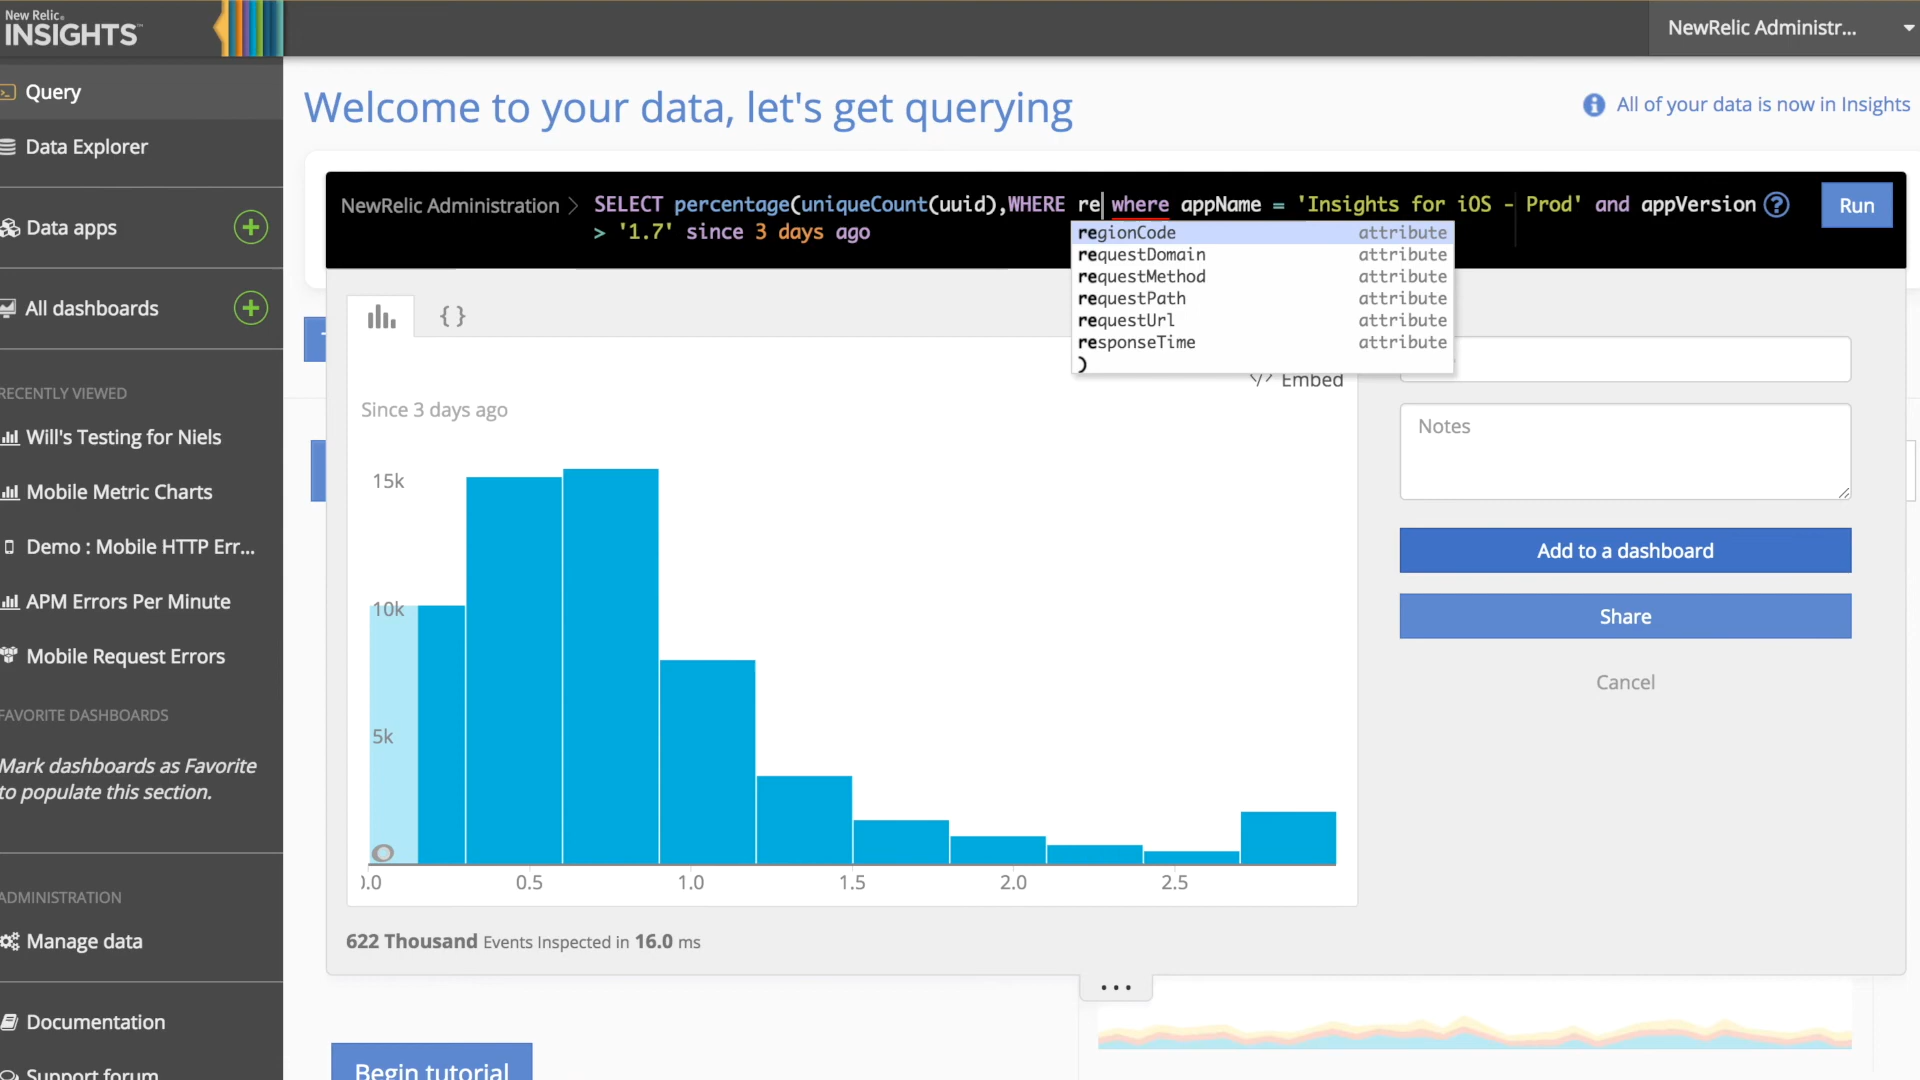 New Relic.
INSIGHTS™
NewRelic Administr...
Query
Data Explorer
Data apps
All dashboards
RECENTLY VIEWED
Will's Testing for Niels
Mobile Metric Charts
Demo : Mobile HTTP Err...
APM Errors Per Minute
Mobile Request Errors
FAVORITE DASHBOARDS
Mark dashboards as Favorite
to populate this section.
ADMINISTRATION
Manage data
Documentation
Support forum
Welcome to your data, let's get querying
All of your data is now in Insights
NewRelic Administration > SELECT percentage(uniqueCount(uuid),WHERE re where appName = 'Insights for iOS - Prod' and appVersion ? Run
> '1.7' since 3 days ago
regionCode attribute
requestDomain attribute
requestMethod attribute
requestPath attribute
requestUrl attribute
responseTime attribute
)
{ }
</> Embed
Since 3 days ago
15k
10k
5k
0
0.0 0.5 1.0 1.5 2.0 2.5
622 Thousand Events Inspected in 16.0 ms
Notes
Add to a dashboard
Share
Cancel
...
Begin tutorial